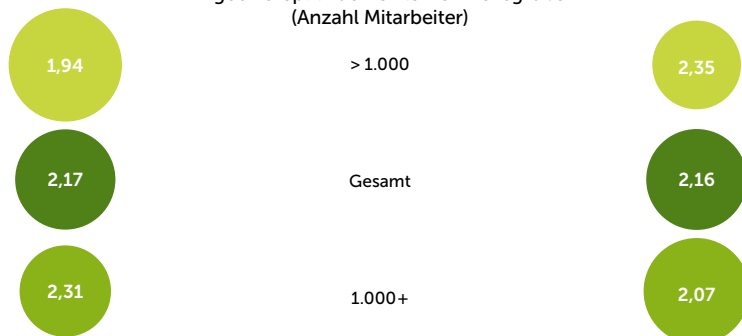 (Anzahl Mitarbeiter)
1,94 > 1.000 2,35
2,17 Gesamt 2,16
2,31 1.000+ 2,07